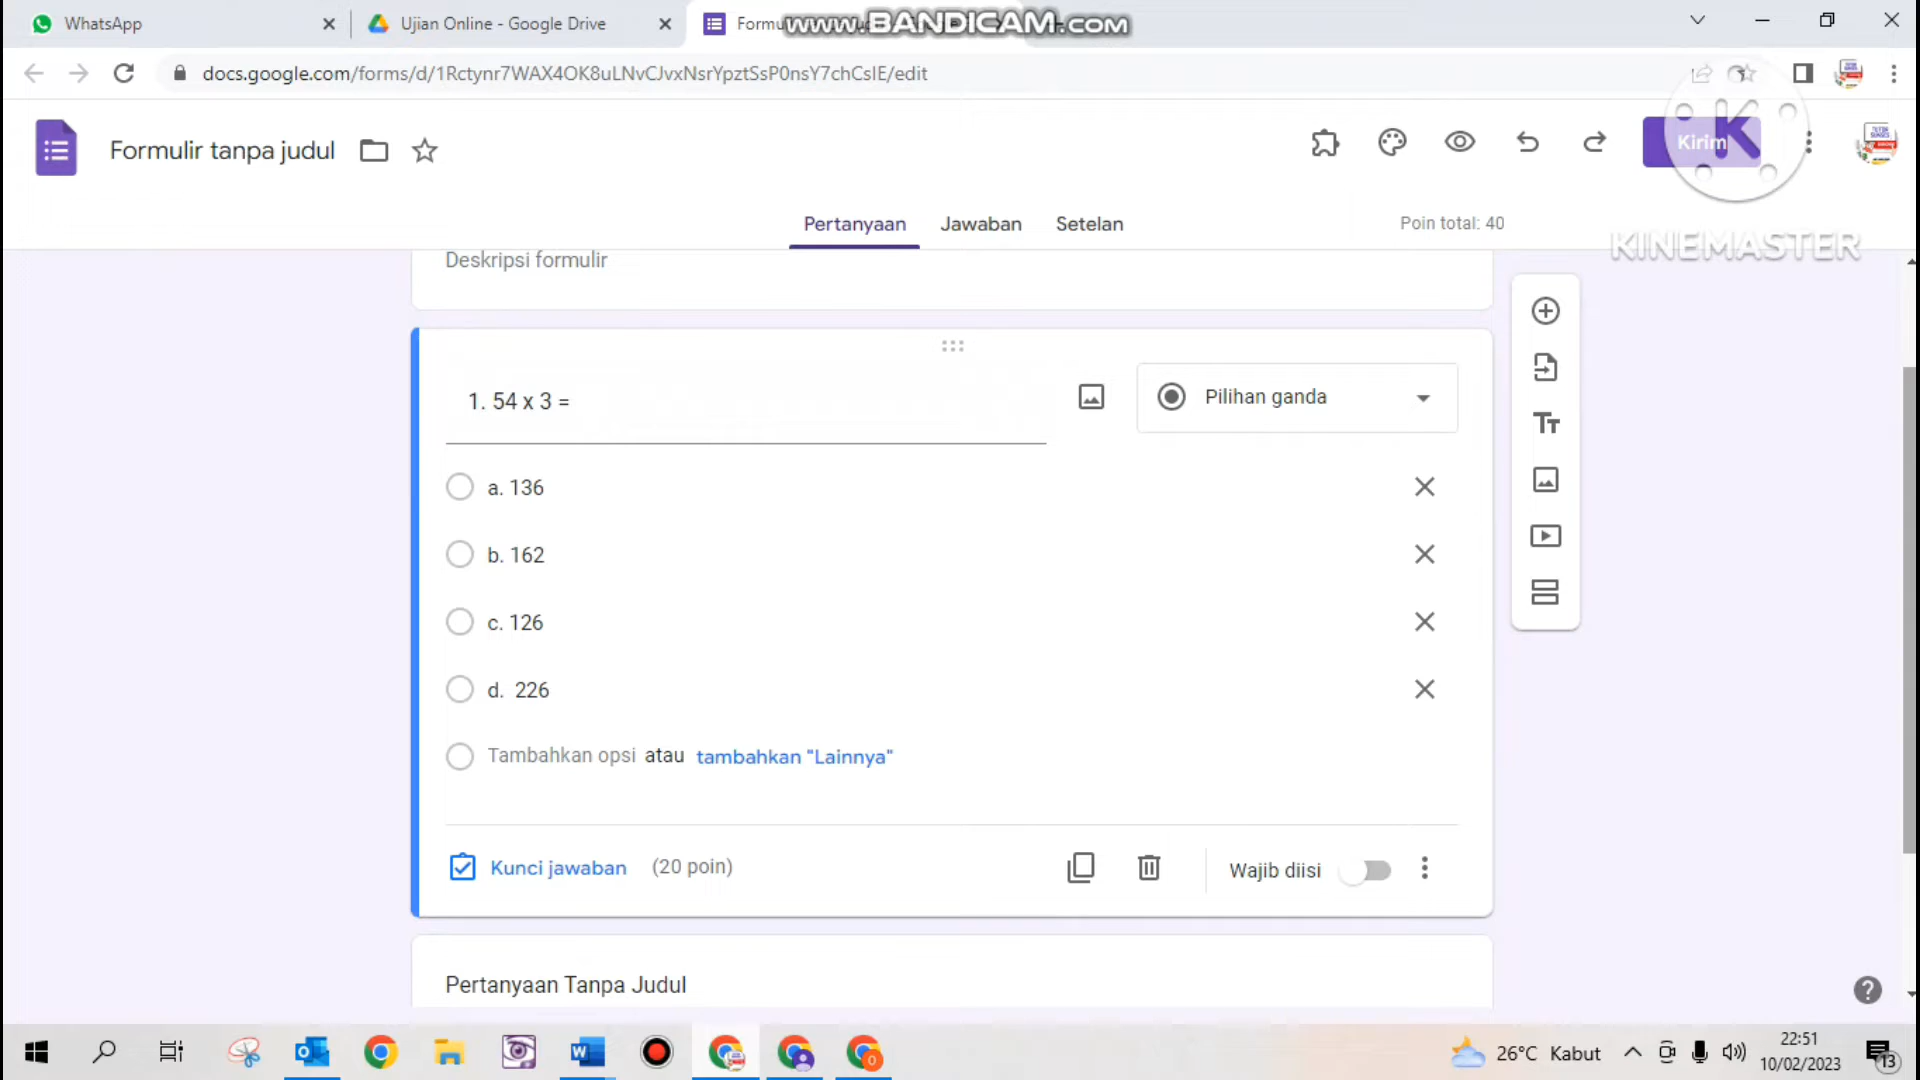 WhatsApp
Ujian Online - Google Drive
Formu
www.BANDICAM.com
docs.google.com/forms/d/1Rctynr7WAX4OK8uLNvCJvxNsrYpztSsP0nsY7chCsIE/edit
Formulir tanpa judul
Kirim
K
KINEMASTER
Pertanyaan
Jawaban
Setelan
Poin total: 40
Deskripsi formulir
1. 54 x 3 =
Pilihan ganda
a. 136
b. 162
c. 126
d. 226
Tambahkan opsi atau tambahkan "Lainnya"
Kunci jawaban (20 poin)
Wajib diisi
Pertanyaan Tanpa Judul
26°C Kabut
22:51
10/02/2023
13